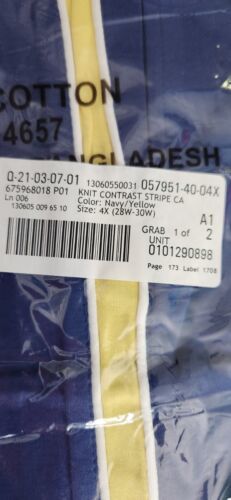 COTTON
4657
BANGLADESH
Q-21-03-07-01 13060550031 057951-40-04X
675968018 P01 KNIT CONTRAST STRIPE CA
Ln 006 Color: Navy/Yellow
Size: 4X (28W-30W)
130605 009 65 10
A1
GRAB 1 of 2
UNIT
0101290898
Page 173 Label 1708